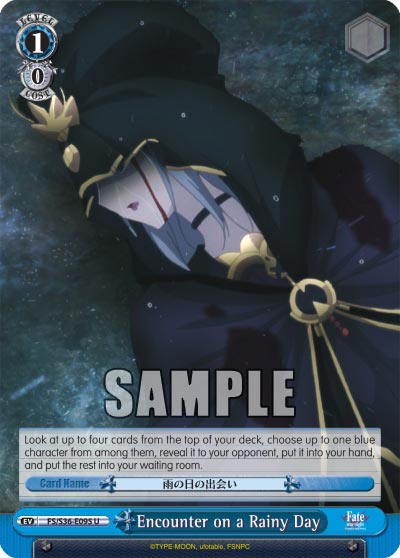 LEVEL
1
0
COST
SAMPLE
Look at up to four cards from the top of your deck, choose up to one blue
character from among them, reveal it to your opponent, put it into your hand,
and put the rest into your waiting room.
Card Name 雨の日の出会い
EV FS/S36-E095 U Encounter on a Rainy Day
Fate
©TYPE-MOON, ufotable, FSNPC